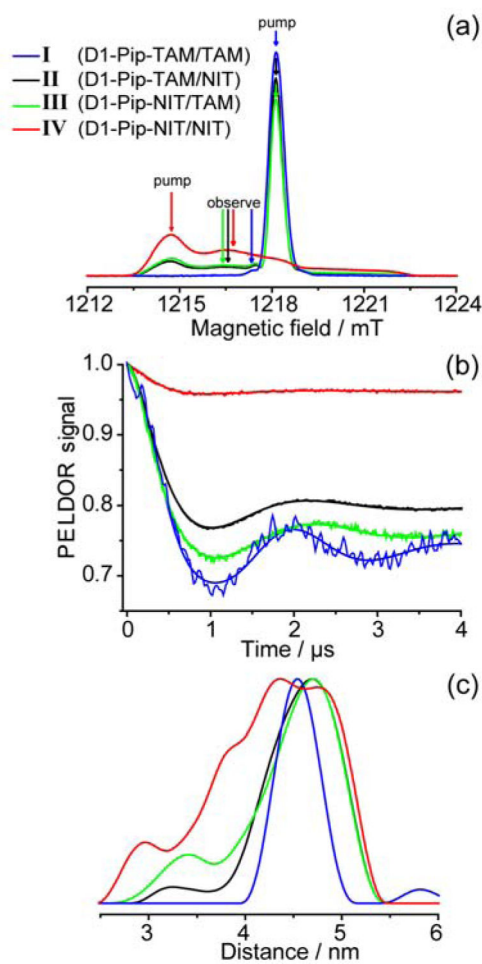 pump
(a)
I (D1-Pip-TAM/TAM)
II (D1-Pip-TAM/NIT)
III (D1-Pip-NIT/TAM)
IV (D1-Pip-NIT/NIT)
pump
observe
1212 1215 1218 1221 1224
Magnetic field / mT
(b)
1.0
0.9
0.8
0.7
PELDOR signal
0 1 2 3 4
Time / μs
(c)
3 4 5 6
Distance / nm